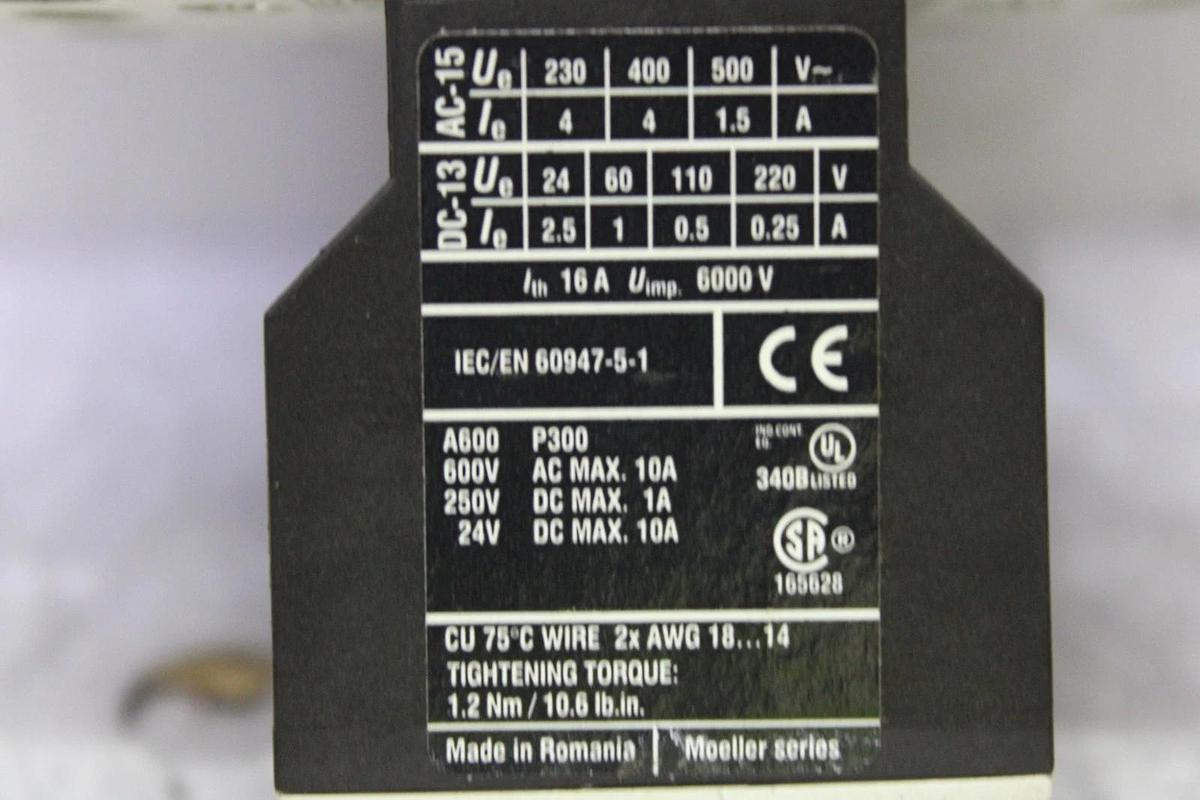 AC-15 Ue 230 400 500 V~
Ie 4 4 1.5 A
DC-13 Ue 24 60 110 220 V
Ie 2.5 1 0.5 0.25 A
Ith 16 A Uimp. 6000 V
IEC/EN 60947-5-1 CE
A600 P300
600V AC MAX. 10A
250V DC MAX. 1A
24V DC MAX. 10A
IND.CONT.
EQ.
UL
340B LISTED
SA ®
165628
CU 75°C WIRE 2x AWG 18...14
TIGHTENING TORQUE:
1.2 Nm / 10.6 lb.in.
Made in Romania Moeller series